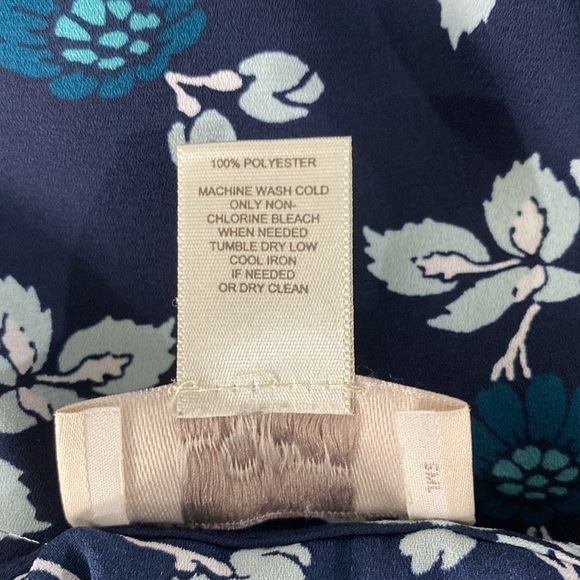 100% POLYESTER
MACHINE WASH COLD
ONLY NON-
CHLORINE BLEACH
WHEN NEEDED
TUMBLE DRY LOW
COOL IRON
IF NEEDED
OR DRY CLEAN
SML